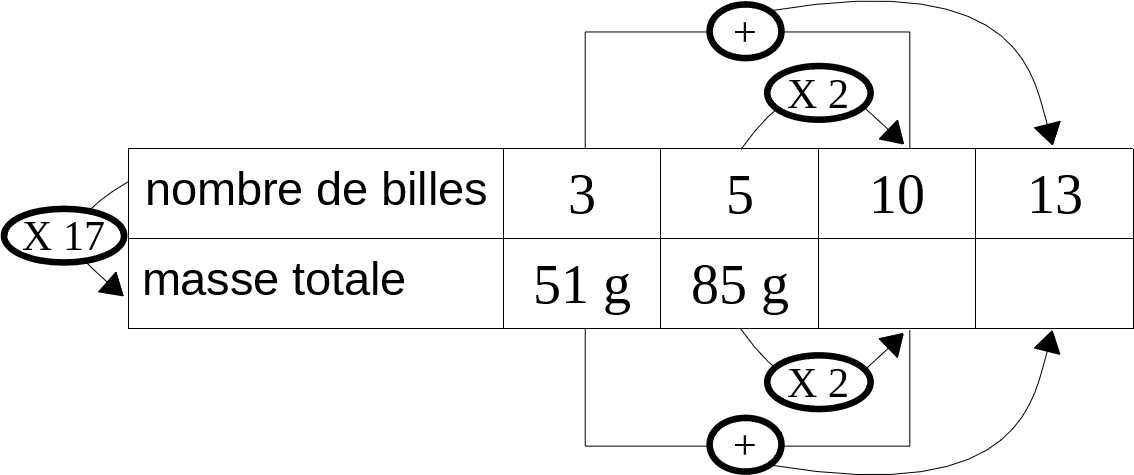 +
X 2
nombre de billes 3 5 10 13
X 17
masse totale 51 g 85 g
X 2
+